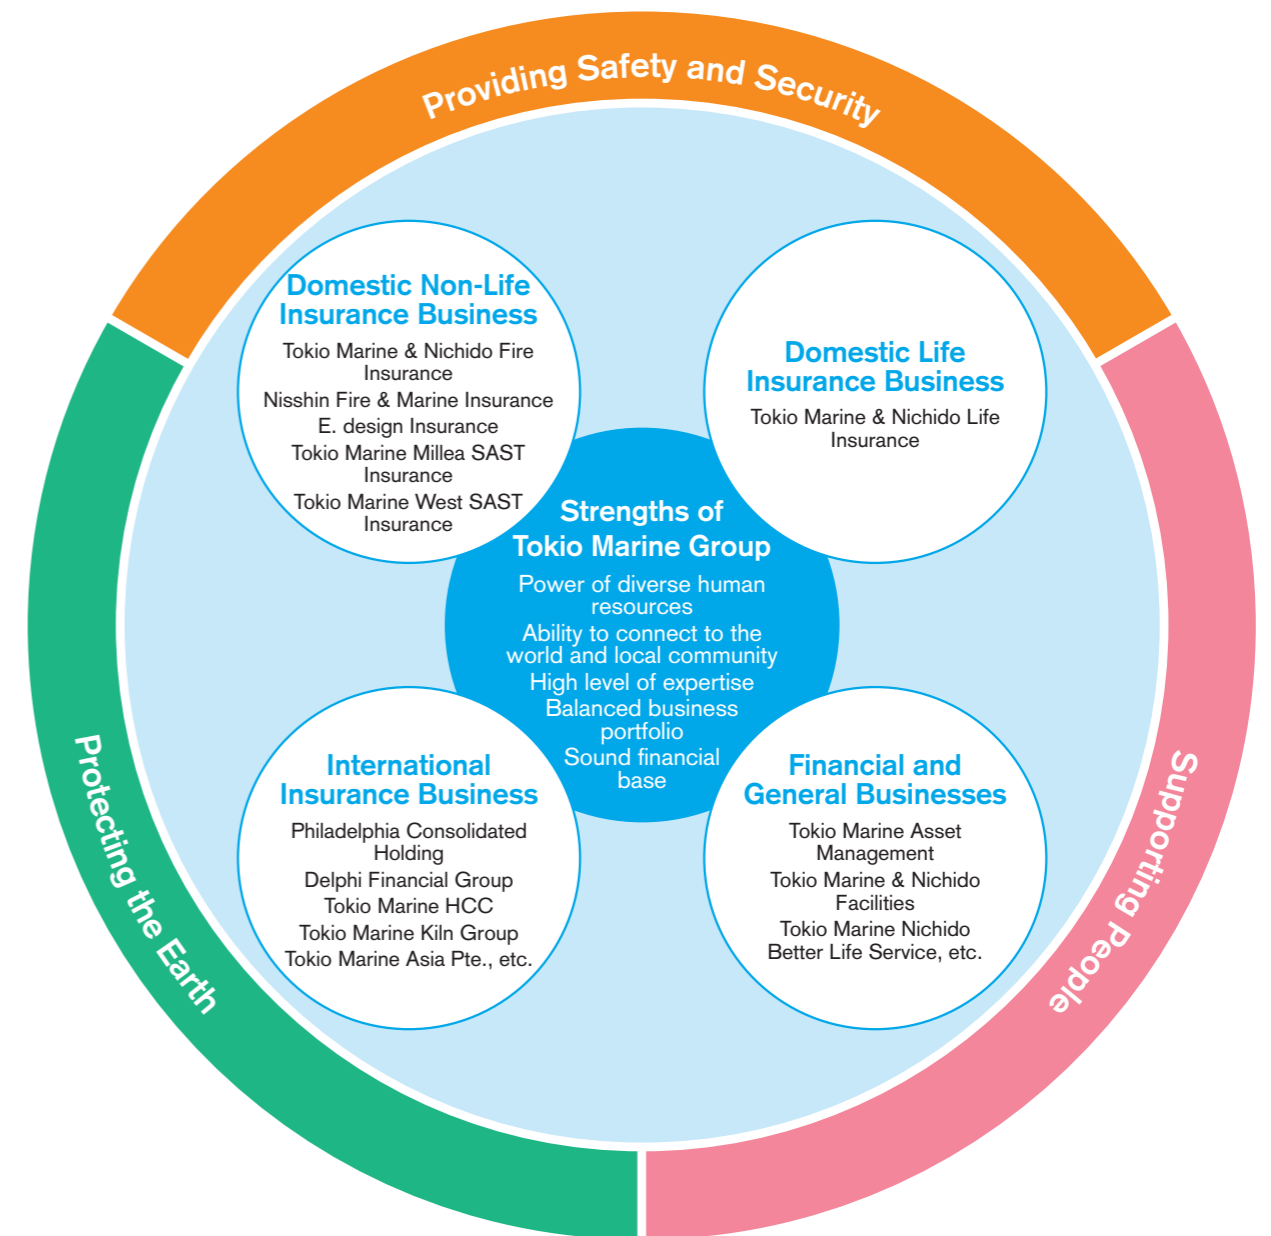 Providing Safety and Security
Domestic Non-Life
Insurance Business
Tokio Marine & Nichido Fire
Insurance
Nisshin Fire & Marine Insurance
E. design Insurance
Tokio Marine Millea SAST
Insurance
Tokio Marine West SAST
Insurance
Domestic Life
Insurance Business
Tokio Marine & Nichido Life
Insurance
Strengths of
Tokio Marine Group
Power of diverse human
resources
Ability to connect to the
world and local community
High level of expertise
Balanced business
portfolio
Sound financial
base
International
Insurance Business
Philadelphia Consolidated
Holding
Delphi Financial Group
Tokio Marine HCC
Tokio Marine Kiln Group
Tokio Marine Asia Pte., etc.
Financial and
General Businesses
Tokio Marine Asset
Management
Tokio Marine & Nichido
Facilities
Tokio Marine Nichido
Better Life Service, etc.
Protecting the Earth
Supporting People